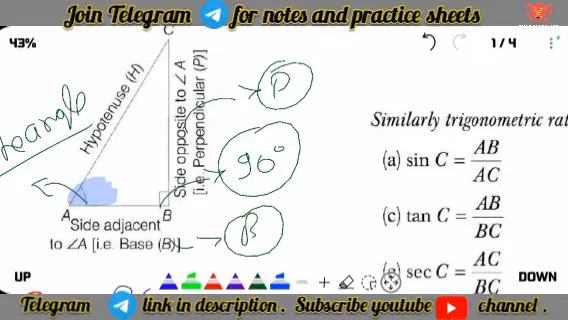 Join Telegram for notes and practice sheets
43%
1/4
C
Hypotenuse (H)
Side opposite to ∠ A
[i.e. Perpendicular (P)]
P
90°
B
A
B
Side adjacent
to ∠A [i.e. Base (B)]
Similarly trigonometric rat
(a) sin C = AB/AC
(c) tan C = AB/BC
(e) sec C = AC/BC
UP
DOWN
Telegram link in description . Subscribe youtube channel .